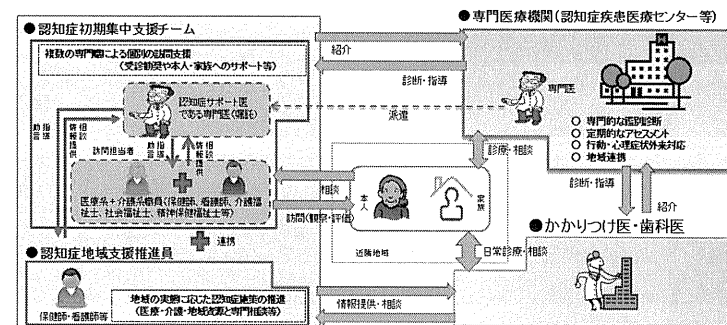 ●認知症初期集中支援チーム
複数の専門職による個別の訪問支援
(受診勧奨や本人・家族へのサポート等)
認知症サポート医
である専門医(嘱託)
指導
助言
相談
情報提供
訪問担当者
指導
助言
相談
情報提供
医療系+介護系職員(保健師、看護師、介護福
祉士、社会福祉士、精神保健福祉士等)
連携
●認知症地域支援推進員
保健師・看護師等
地域の実態に応じた認知症施策の推進
(医療・介護・地域資源と専門相談等)
紹介
診断・指導
派遣
相談
訪問(観察・評価)
本人
家族
近隣地域
診療・相談
日常診療・相談
情報提供・相談
●専門医療機関(認知症疾患医療センター等)
専門医
○ 専門的な鑑別診断
○ 定期的なアセスメント
○ 行動・心理症状外来対応
○ 地域連携
診断・指導
紹介
●かかりつけ医・歯科医